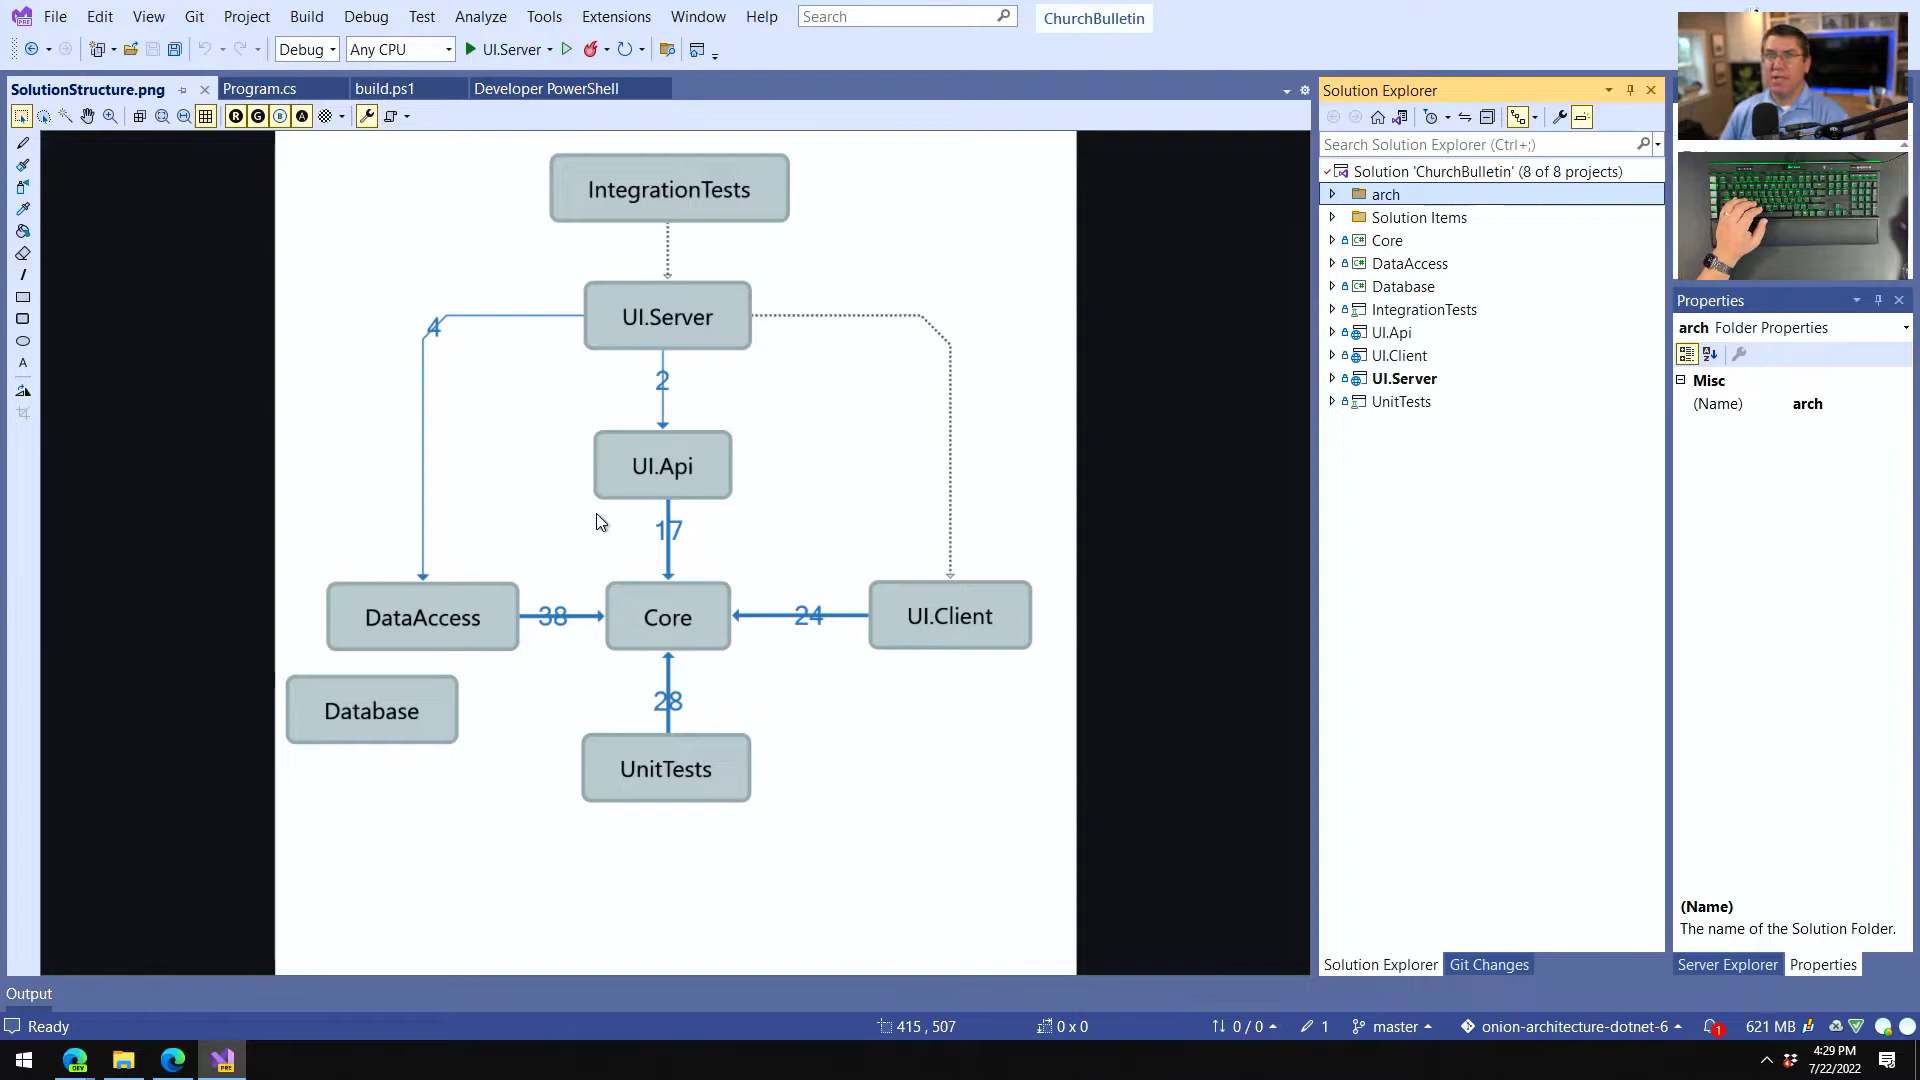 File Edit View Git Project Build Debug Test Analyze Tools Extensions Window Help Search ChurchBulletin
Debug Any CPU UI.Server
SolutionStructure.png Program.cs build.ps1 Developer PowerShell
R G B A
IntegrationTests
UI.Server
4
2
UI.Api
17
DataAccess 38 Core 24 UI.Client
28
Database
UnitTests
A
Solution Explorer
Search Solution Explorer (Ctrl+;)
Solution 'ChurchBulletin' (8 of 8 projects)
arch
Solution Items
Core
DataAccess
Database
IntegrationTests
UI.Api
UI.Client
UI.Server
UnitTests
Solution Explorer Git Changes
Properties
arch Folder Properties
Misc
(Name) arch
(Name)
The name of the Solution Folder.
Server Explorer Properties
Output
Ready 415 , 507 0 x 0 0 / 0 1 master onion-architecture-dotnet-6 1 621 MB
DEV PRE
4:29 PM
7/22/2022